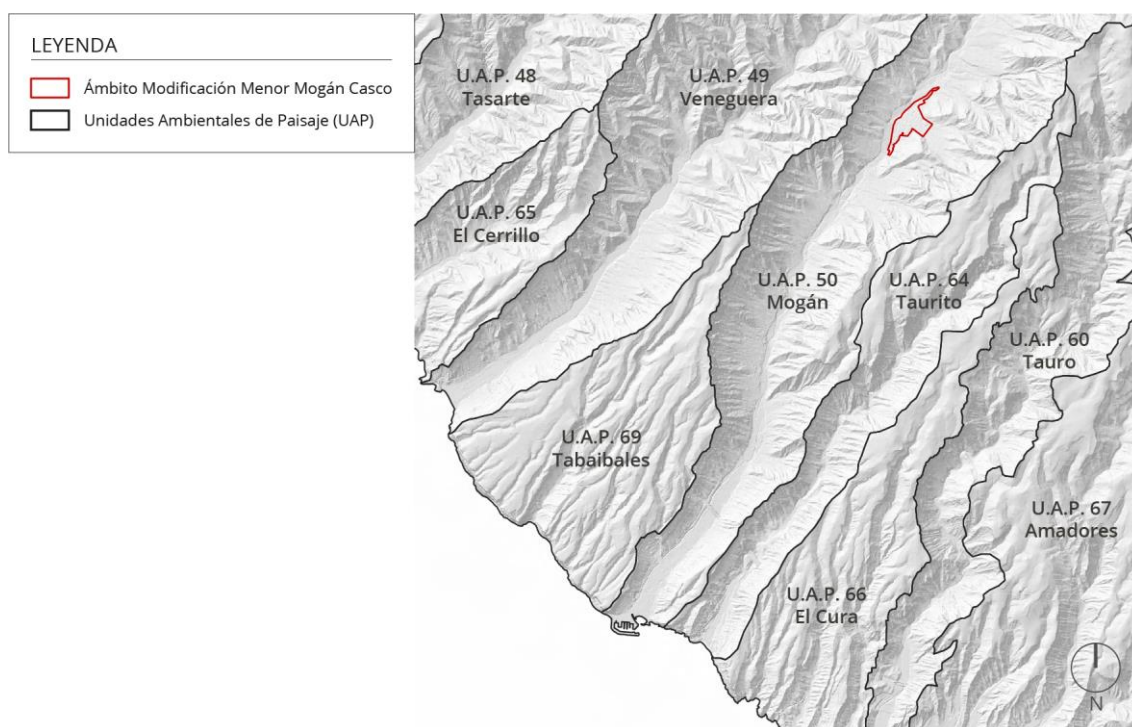 LEYENDA
Ámbito Modificación Menor Mogán Casco
Unidades Ambientales de Paisaje (UAP)
U.A.P. 48
Tasarte
U.A.P. 49
Veneguera
U.A.P. 65
El Cerrillo
U.A.P. 50
Mogán
U.A.P. 64
Taurito
U.A.P. 60
Tauro
U.A.P. 69
Tabaibales
U.A.P. 67
Amadores
U.A.P. 66
El Cura
N